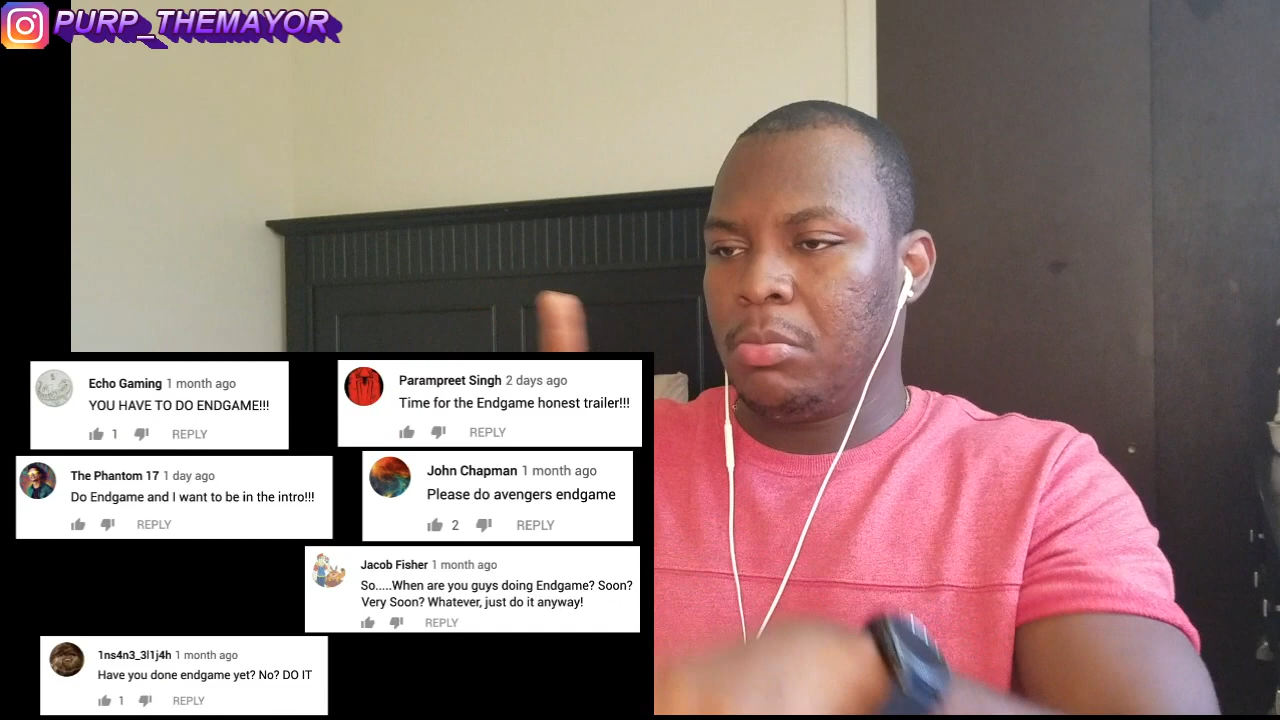 PURP_THEMAYOR
Echo Gaming 1 month ago
YOU HAVE TO DO ENDGAME!!!
1 REPLY
Parampreet Singh 2 days ago
Time for the Endgame honest trailer!!!
REPLY
The Phantom 17 1 day ago
Do Endgame and I want to be in the intro!!!
REPLY
John Chapman 1 month ago
Please do avengers endgame
2 REPLY
Jacob Fisher 1 month ago
So.....When are you guys doing Endgame? Soon?
Very Soon? Whatever, just do it anyway!
REPLY
1ns4n3_3l1j4h 1 month ago
Have you done endgame yet? No? DO IT
1 REPLY